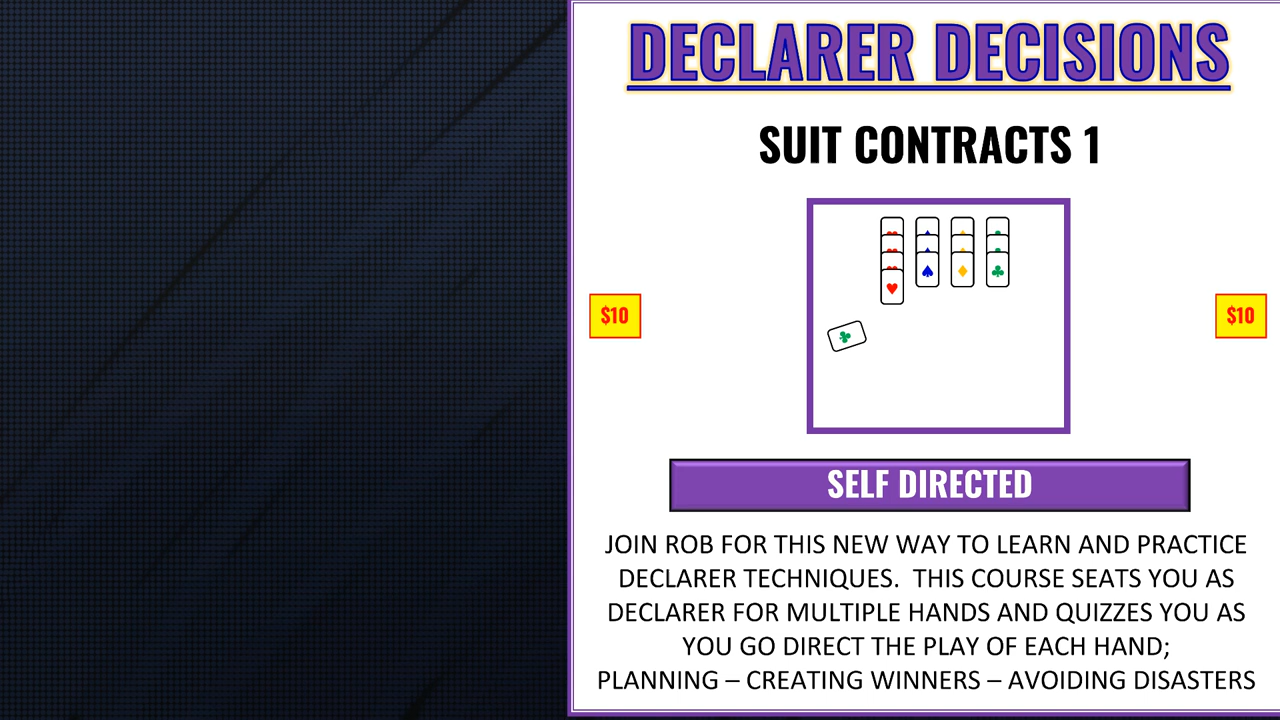 DECLARER DECISIONS
SUIT CONTRACTS 1
$10
$10
SELF DIRECTED
JOIN ROB FOR THIS NEW WAY TO LEARN AND PRACTICE
DECLARER TECHNIQUES.  THIS COURSE SEATS YOU AS
DECLARER FOR MULTIPLE HANDS AND QUIZZES YOU AS
YOU GO DIRECT THE PLAY OF EACH HAND;
PLANNING – CREATING WINNERS – AVOIDING DISASTERS